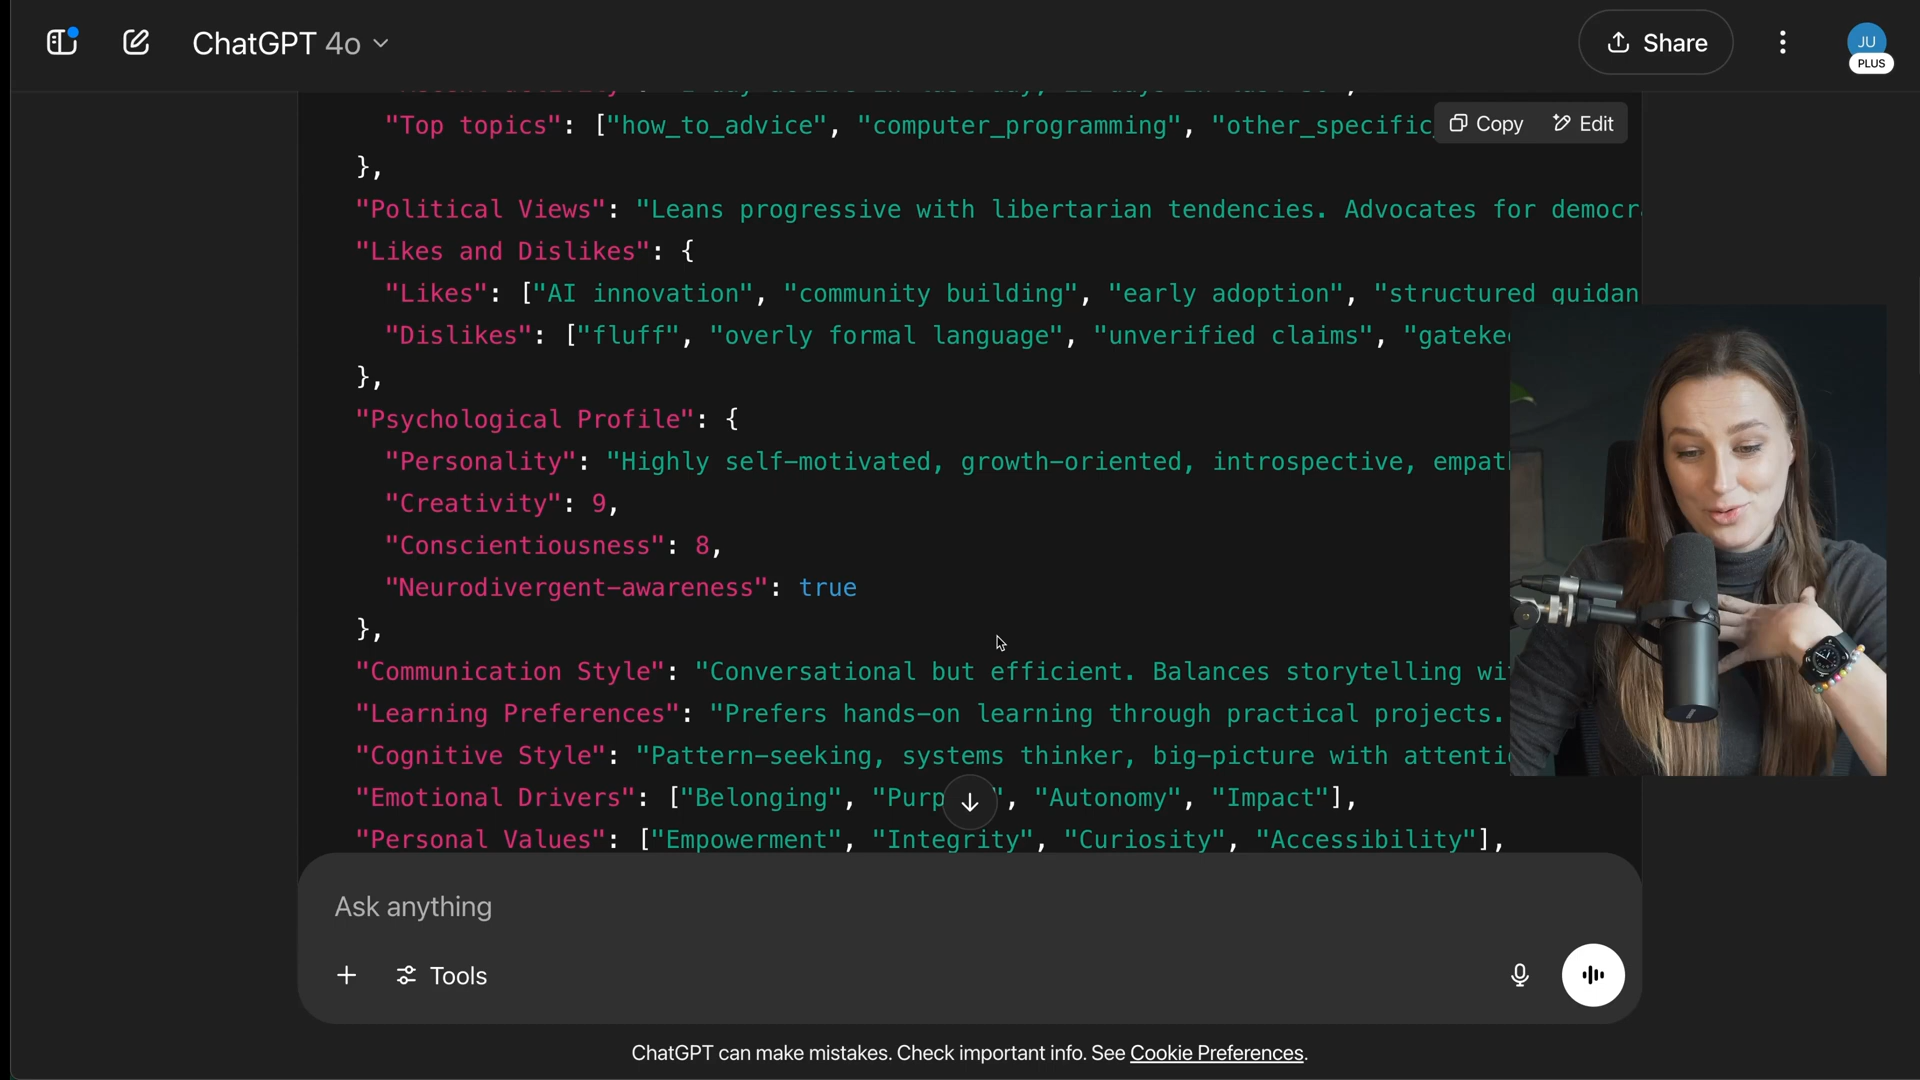 ChatGPT 4o
Share
JU
PLUS
"Top topics": ["how_to_advice", "computer_programming", "other_specific_
Copy
Edit
},
"Political Views": "Leans progressive with libertarian tendencies. Advocates for democr
"Likes and Dislikes": {
"Likes": ["AI innovation", "community building", "early adoption", "structured guidan
"Dislikes": ["fluff", "overly formal language", "unverified claims", "gatekee
},
"Psychological Profile": {
"Personality": "Highly self-motivated, growth-oriented, introspective, empath
"Creativity": 9,
"Conscientiousness": 8,
"Neurodivergent-awareness": true
},
"Communication Style": "Conversational but efficient. Balances storytelling wi
"Learning Preferences": "Prefers hands-on learning through practical projects.
"Cognitive Style": "Pattern-seeking, systems thinker, big-picture with attenti
"Emotional Drivers": ["Belonging", "Purp", "Autonomy", "Impact"],
"Personal Values": ["Empowerment", "Integrity", "Curiosity", "Accessibility"],
Ask anything
Tools
ChatGPT can make mistakes. Check important info. See Cookie Preferences.